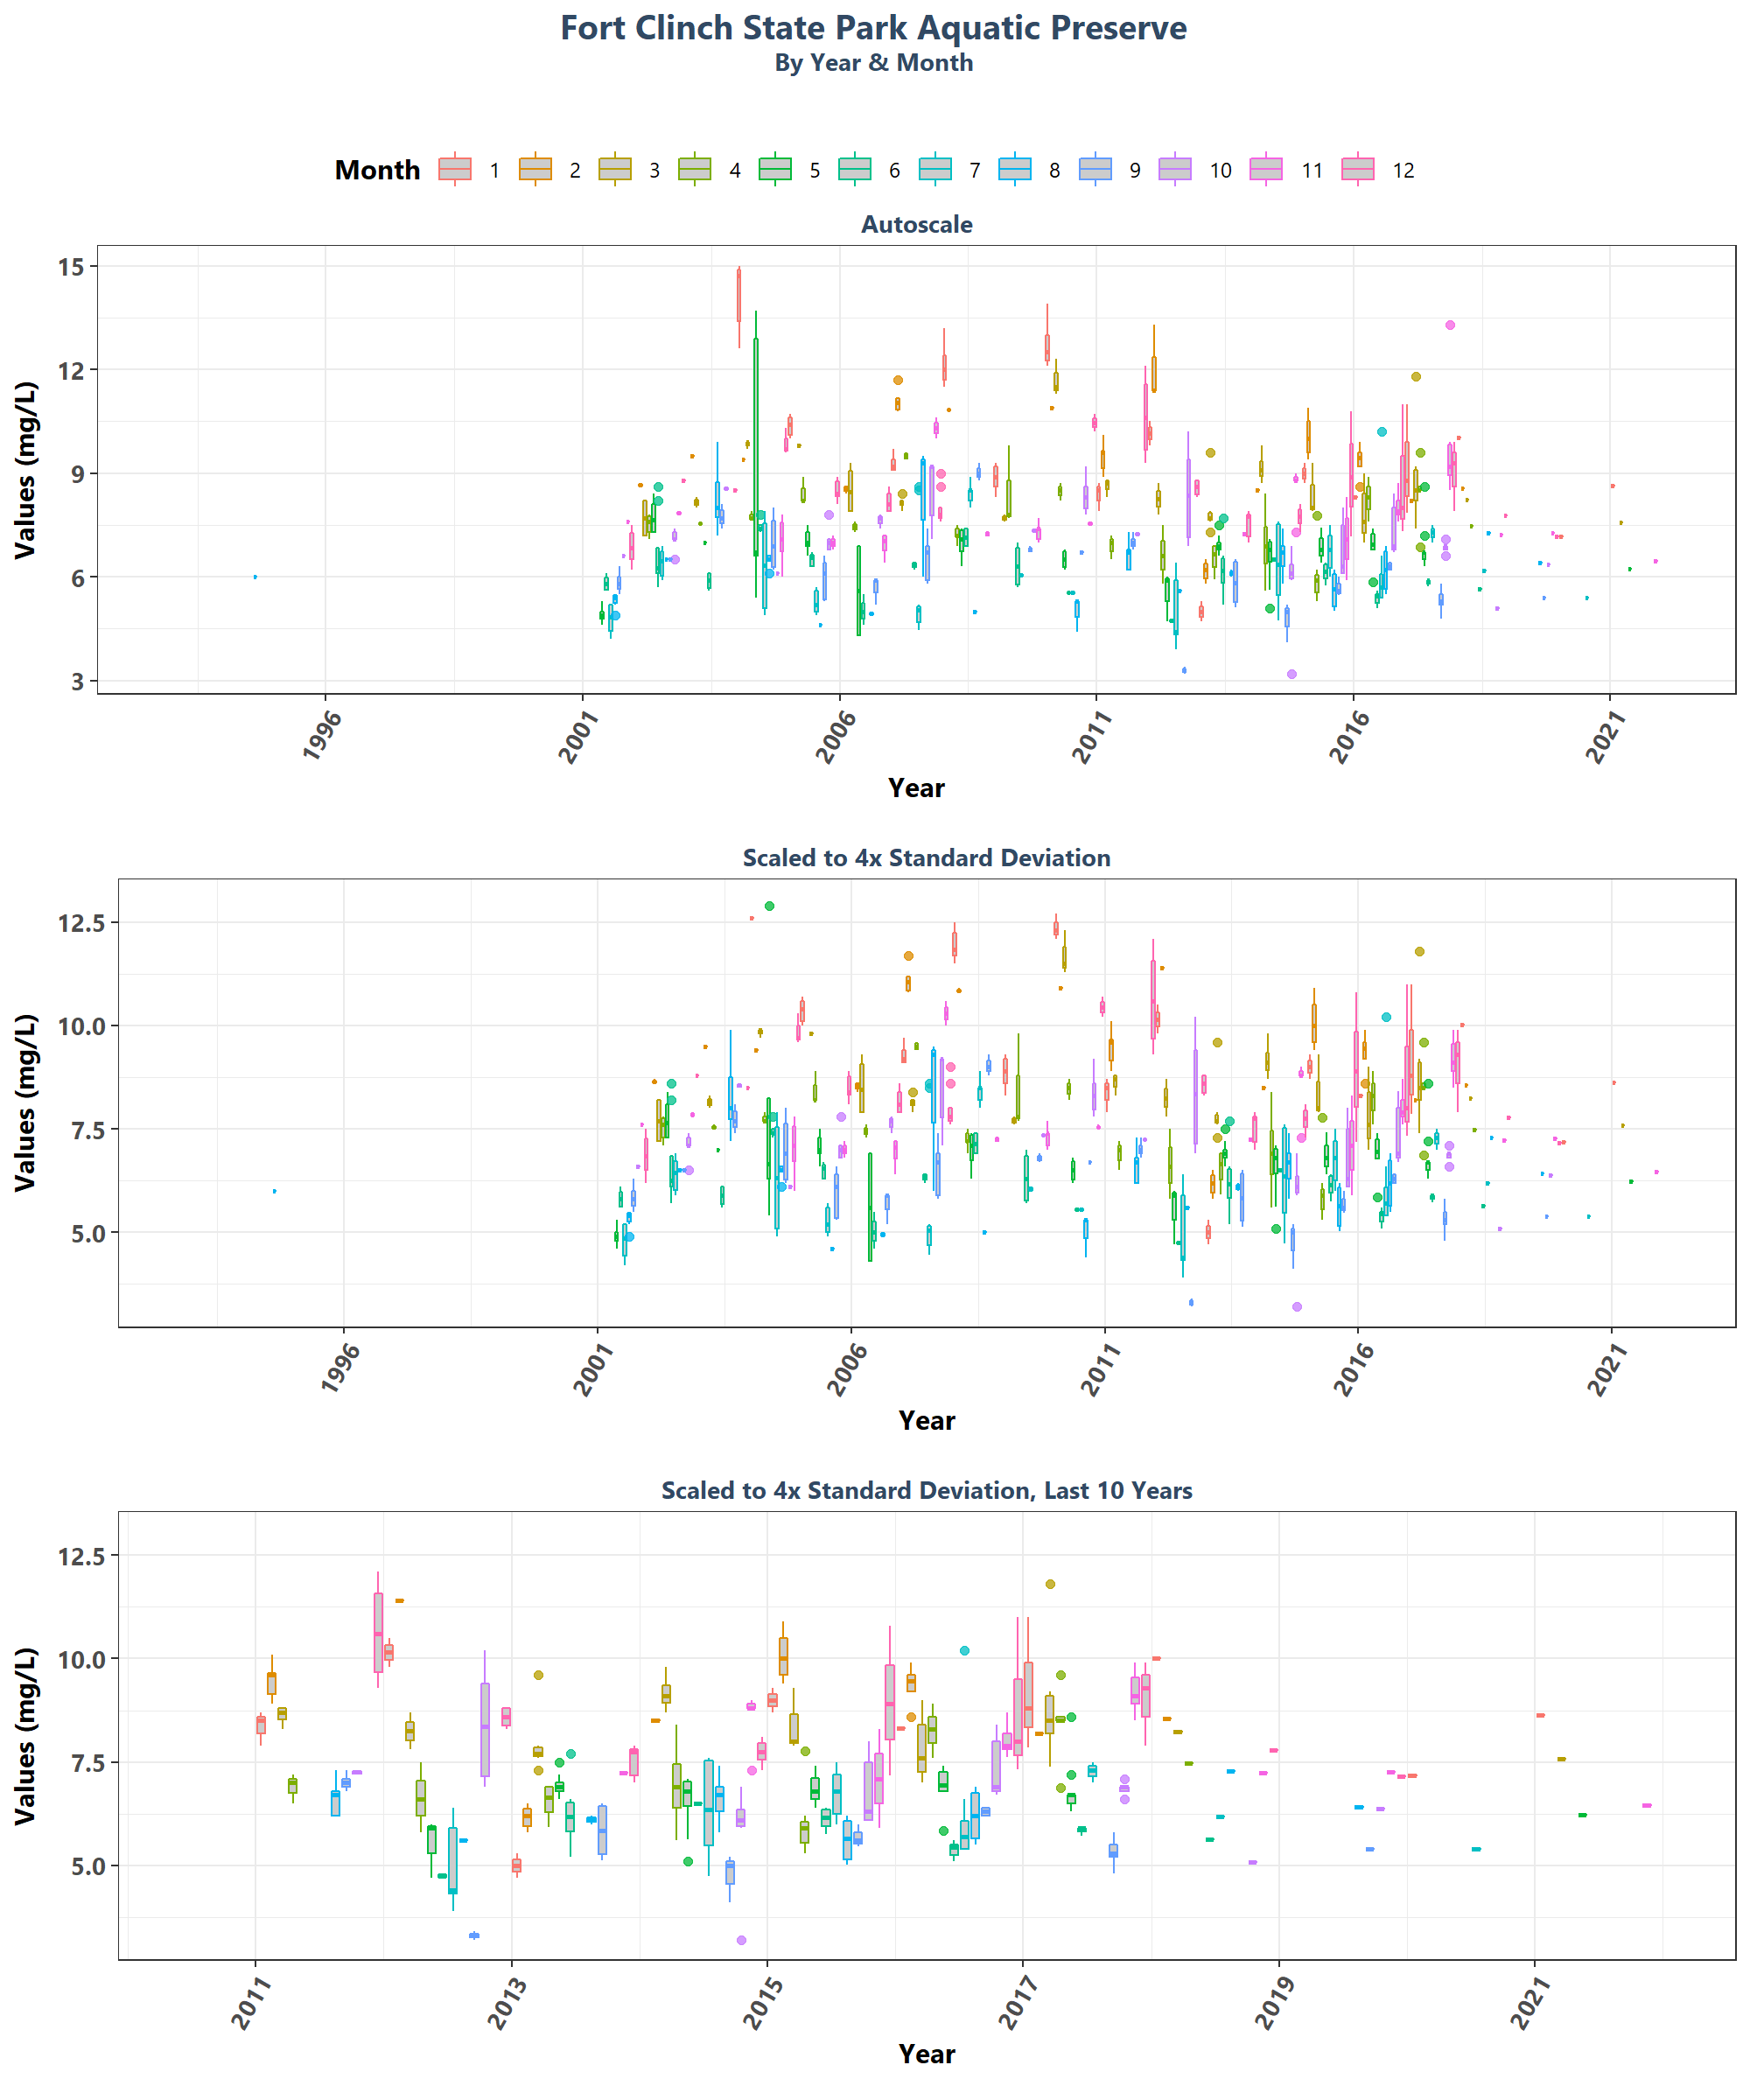 Fort Clinch State Park Aquatic Preserve
By Year & Month
Month 1 2 3 4 5 6 7 8 9 10 11 12
Autoscale
Values (mg/L)
15
12
9
6
3
1996 2001 2006 2011 2016 2021
Year
Scaled to 4x Standard Deviation
Values (mg/L)
12.5
10.0
7.5
5.0
1996 2001 2006 2011 2016 2021
Year
Scaled to 4x Standard Deviation, Last 10 Years
Values (mg/L)
12.5
10.0
7.5
5.0
2011 2013 2015 2017 2019 2021
Year